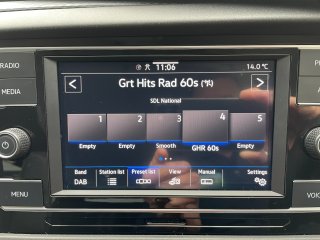 RADIO
MEDIA
MENU
11:06
14.0 °C
Grt Hits Rad 60s
SDL National
1 2 3 4 5
Empty Empty Smooth GHR 60s Empty
Band Station list Preset list View Manual Settings
DAB
VOIC